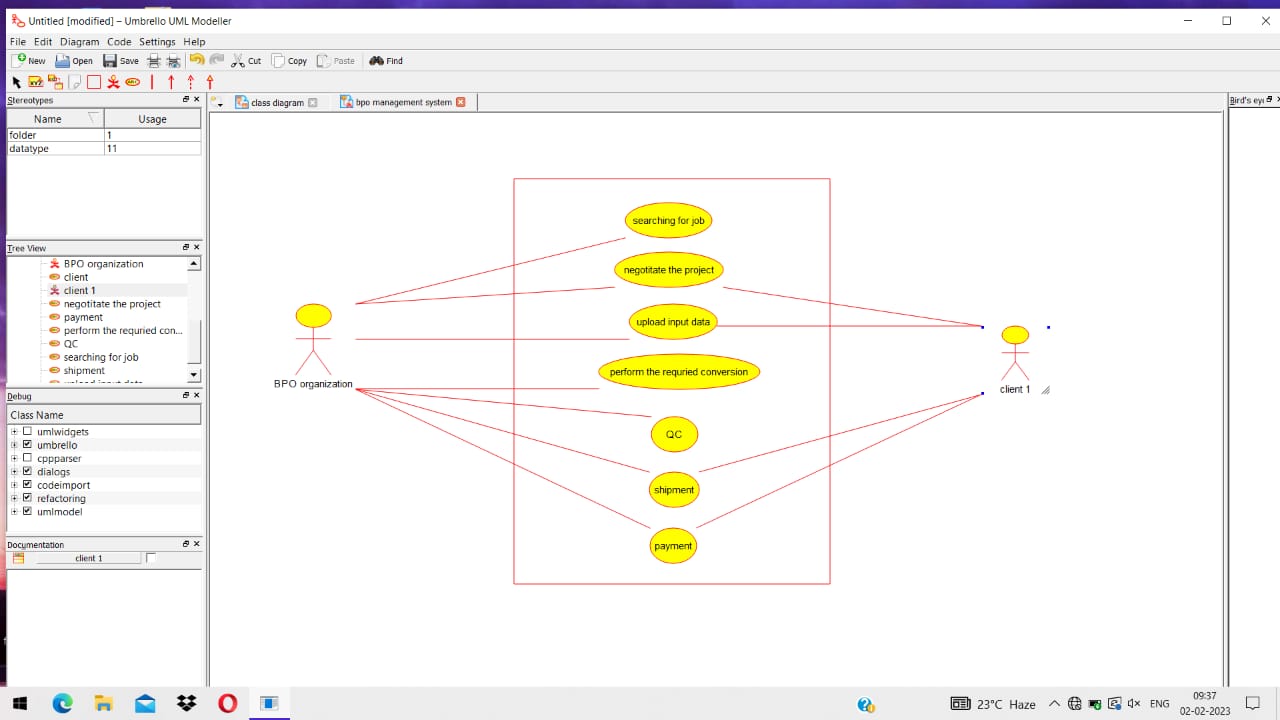 Untitled [modified] – Umbrello UML Modeller
File Edit Diagram Code Settings Help
New Open Save Cut Copy Paste Find
Stereotypes
Name Usage
folder 1
datatype 11
Tree View
BPO organization
client
client 1
negotitate the project
payment
perform the requried con...
QC
searching for job
shipment
Debug
Class Name
umlwidgets
umbrello
cppparser
dialogs
codeimport
refactoring
umlmodel
Documentation
client 1
class diagram bpo management system
searching for job
negotitate the project
upload input data
perform the requried conversion
QC
shipment
payment
BPO organization
client 1
Bird's
23°C Haze
ENG
09:37
02-02-2023